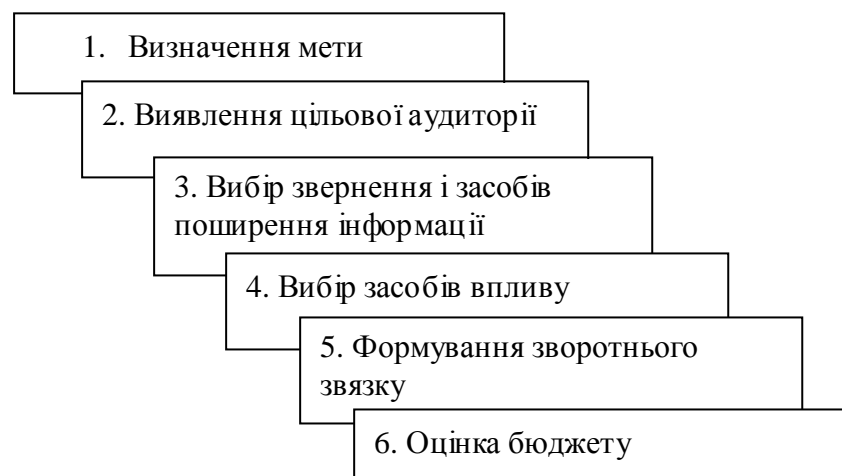 1. Визначення мети
2. Виявлення цільової аудиторії
3. Вибір звернення і засобів
поширення інформації
4. Вибір засобів впливу
5. Формування зворотнього
звязку
6. Оцінка бюджету